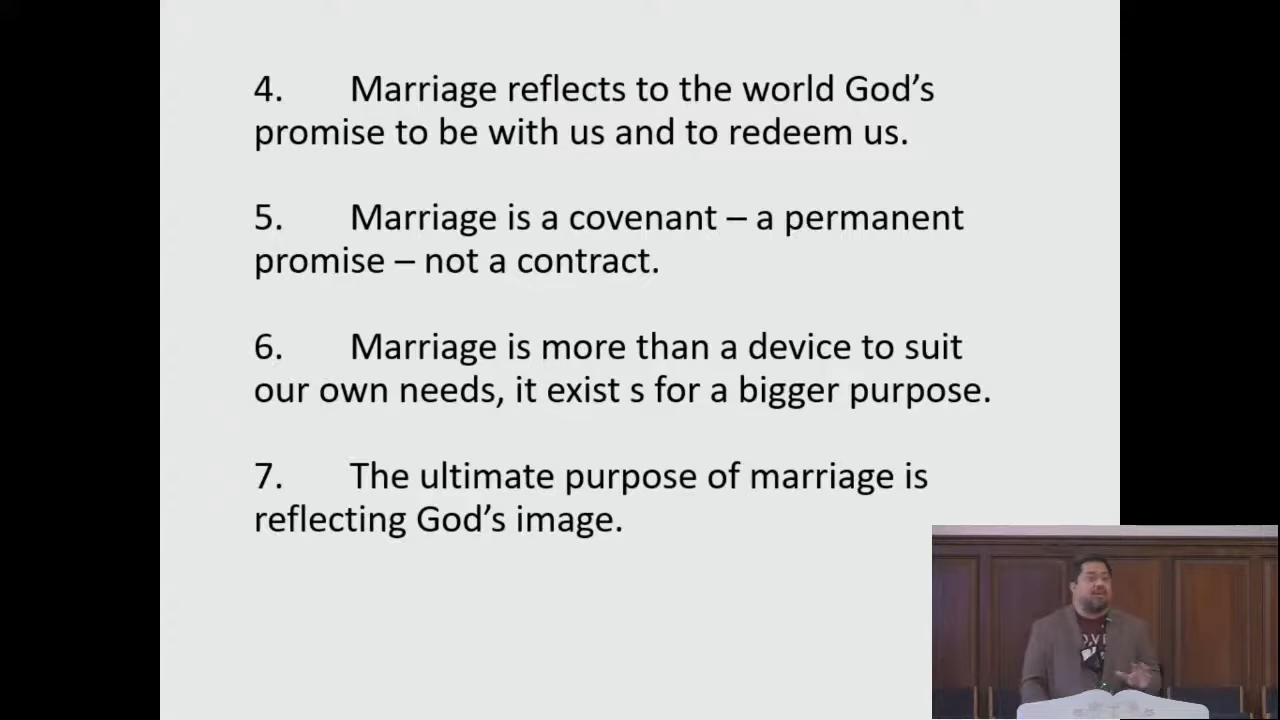 4. Marriage reflects to the world God's
promise to be with us and to redeem us.
5. Marriage is a covenant – a permanent
promise – not a contract.
6. Marriage is more than a device to suit
our own needs, it exist s for a bigger purpose.
7. The ultimate purpose of marriage is
reflecting God's image.